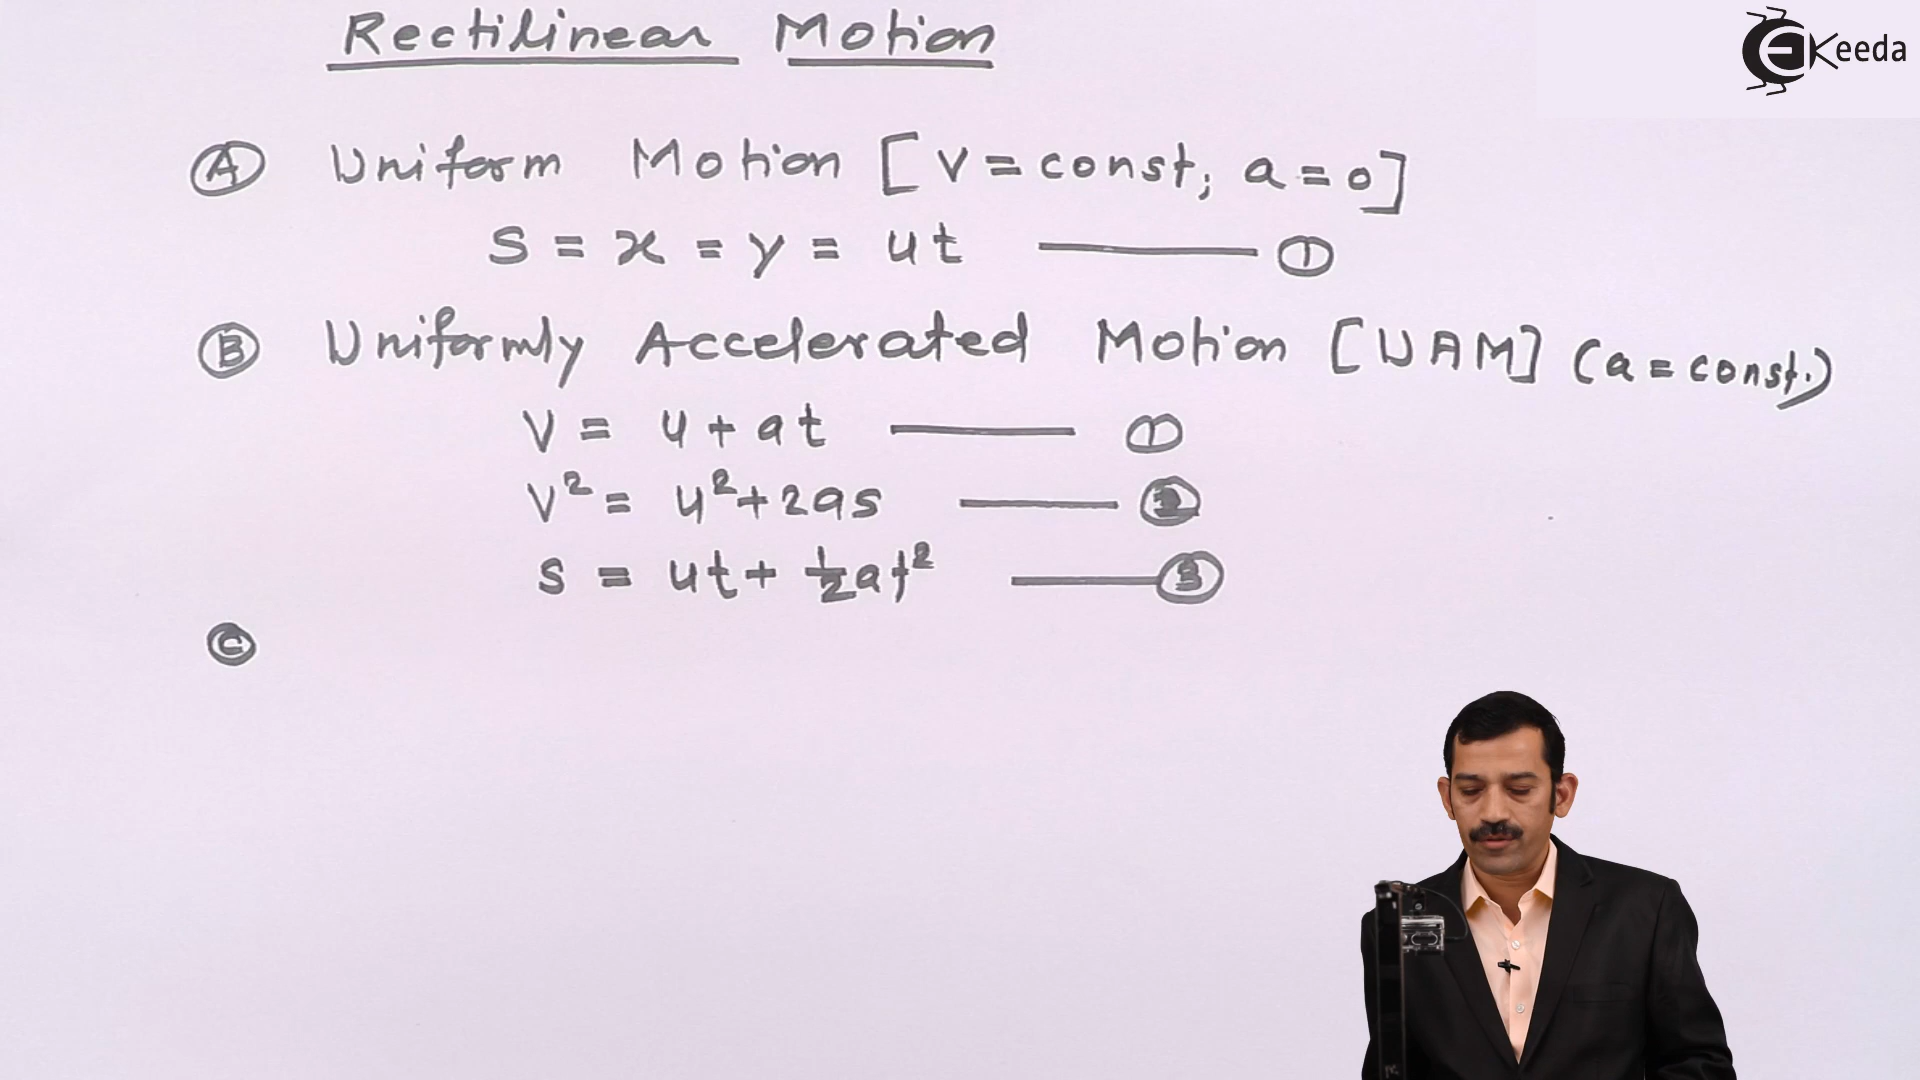 Rectilinear Motion
EKeeda
Ⓐ Uniform Motion [v = const, a = 0]
S = x = y = ut ——— ①
Ⓑ Uniformly Accelerated Motion [UAM] (a = const.)
v = u + at ——— ①
v² = u² + 2as ——— ②
s = ut + ½at² ——— ③
Ⓒ